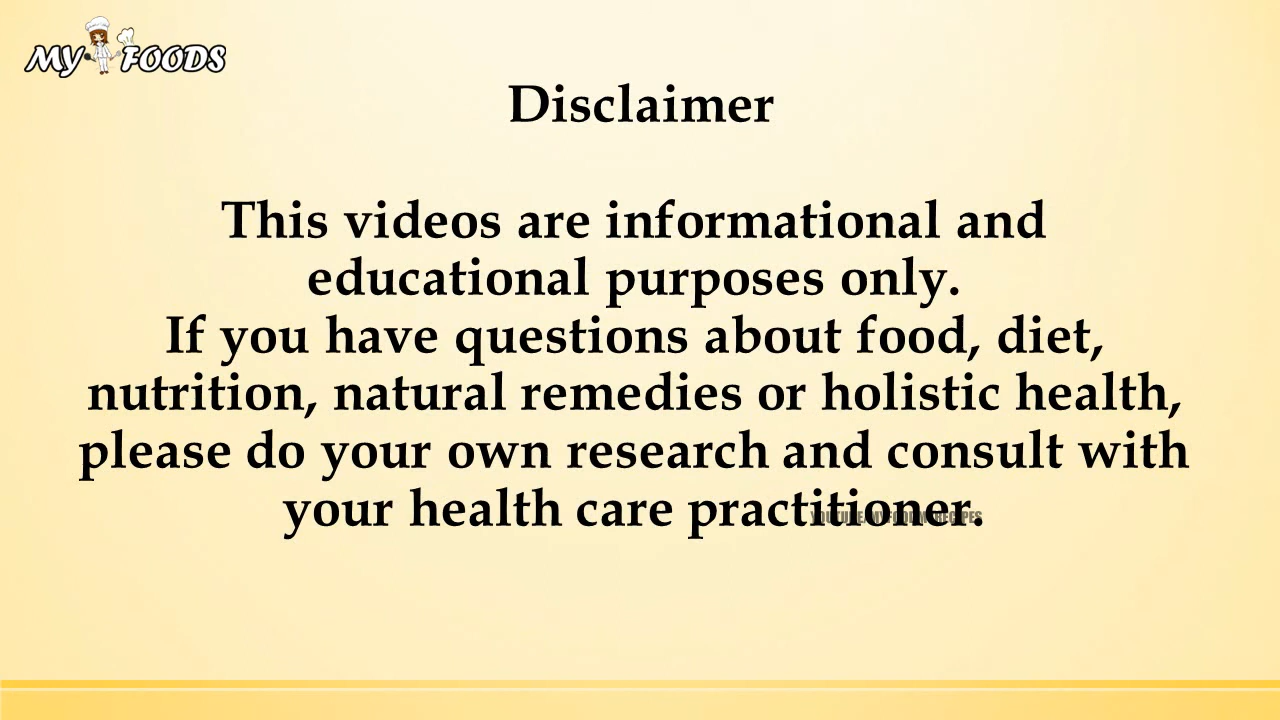 MY FOODS
Disclaimer
This videos are informational and
educational purposes only.
If you have questions about food, diet,
nutrition, natural remedies or holistic health,
please do your own research and consult with
your health care practitioner.